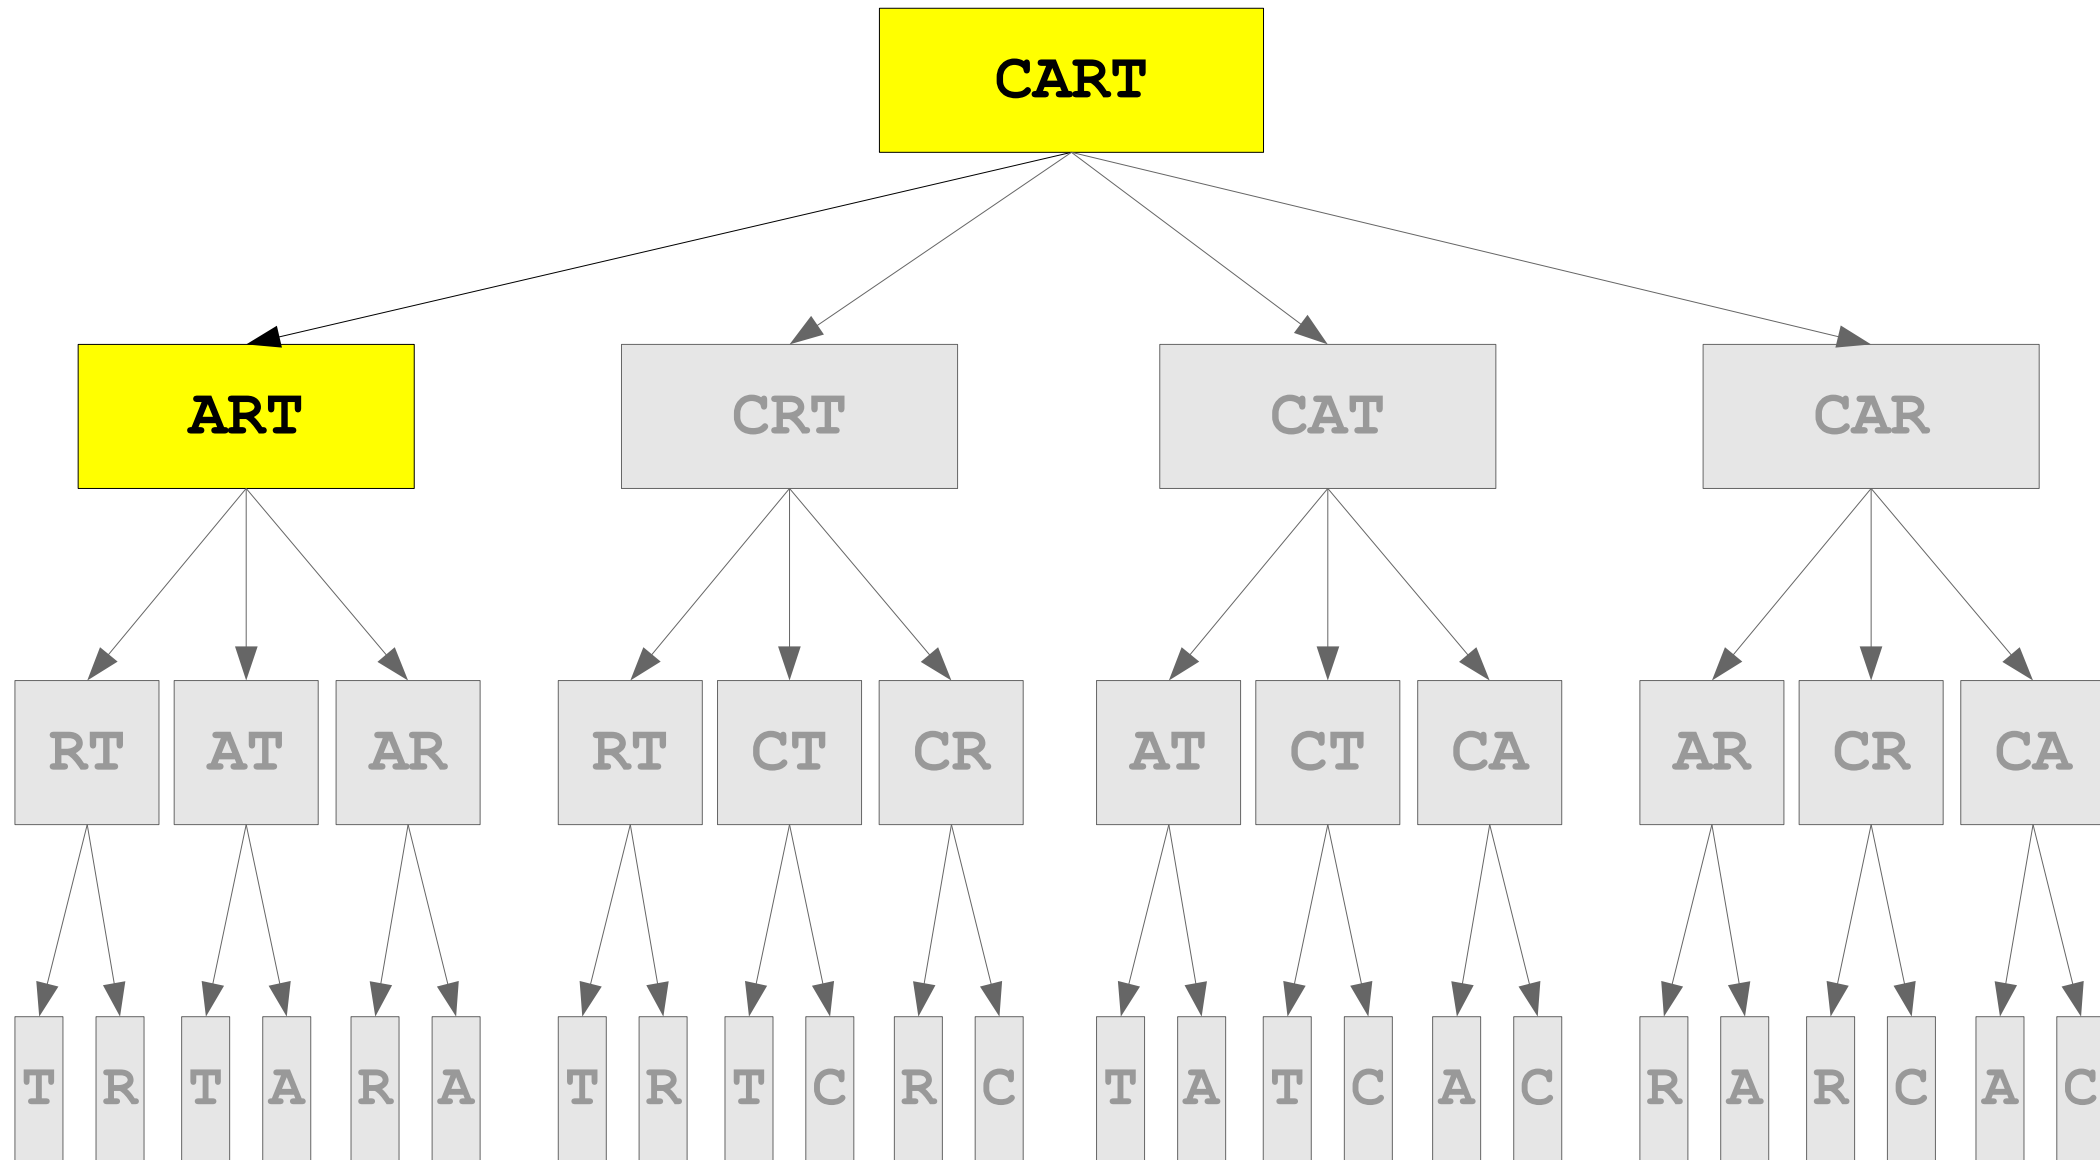 CART
ART CRT CAT CAR
RT AT AR RT CT CR AT CT CA AR CR CA
T R T A R A T R T C R C T A T C A C R A R C A C